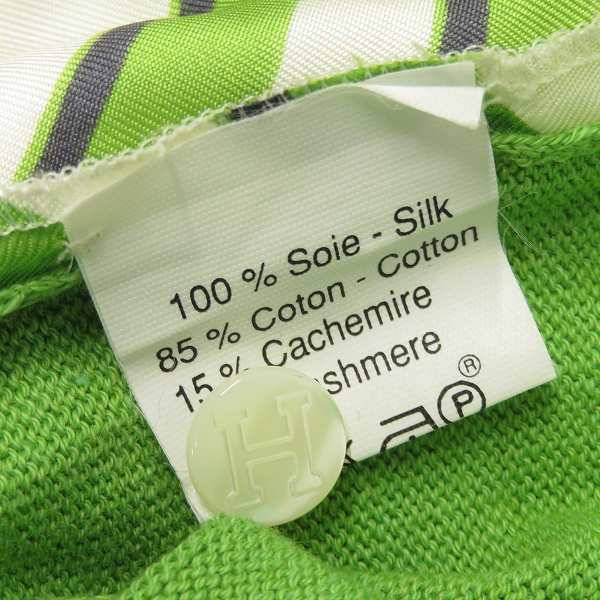 100 % Soie - Silk
85 % Coton - Cotton
15 % Cachemire
P ®
H